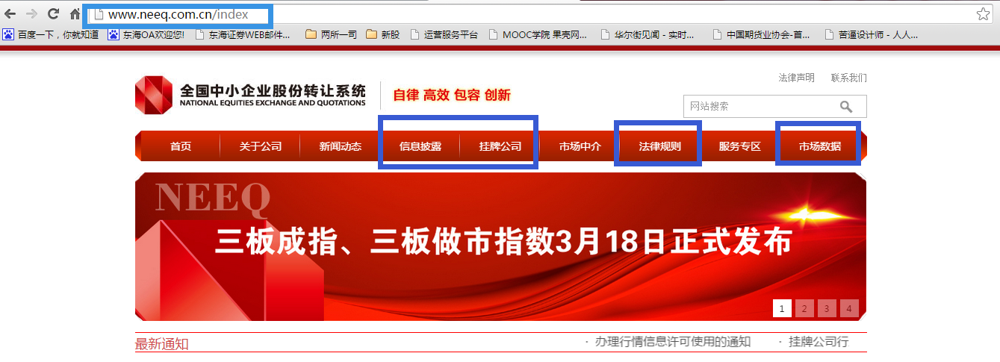 www.neeq.com.cn/index
百度一下，你就知道 东海OA欢迎您! 东海证券WEB邮件... 两所一司 新股 运营服务平台 MOOC学院 果壳网... 华尔街见闻 - 实时... 中国期货业协会-首... 苦逼设计师 - 人人...
法律声明 联系我们
全国中小企业股份转让系统
NATIONAL EQUITIES EXCHANGE AND QUOTATIONS
自律 高效 包容 创新
网站搜索
首页 关于公司 新闻动态 信息披露 挂牌公司 市场中介 法律规则 服务专区 市场数据
NEEQ
三板成指、三板做市指数3月18日正式发布
1 2 3 4
最新通知 · 办理行情信息许可使用的通知 · 挂牌公司行